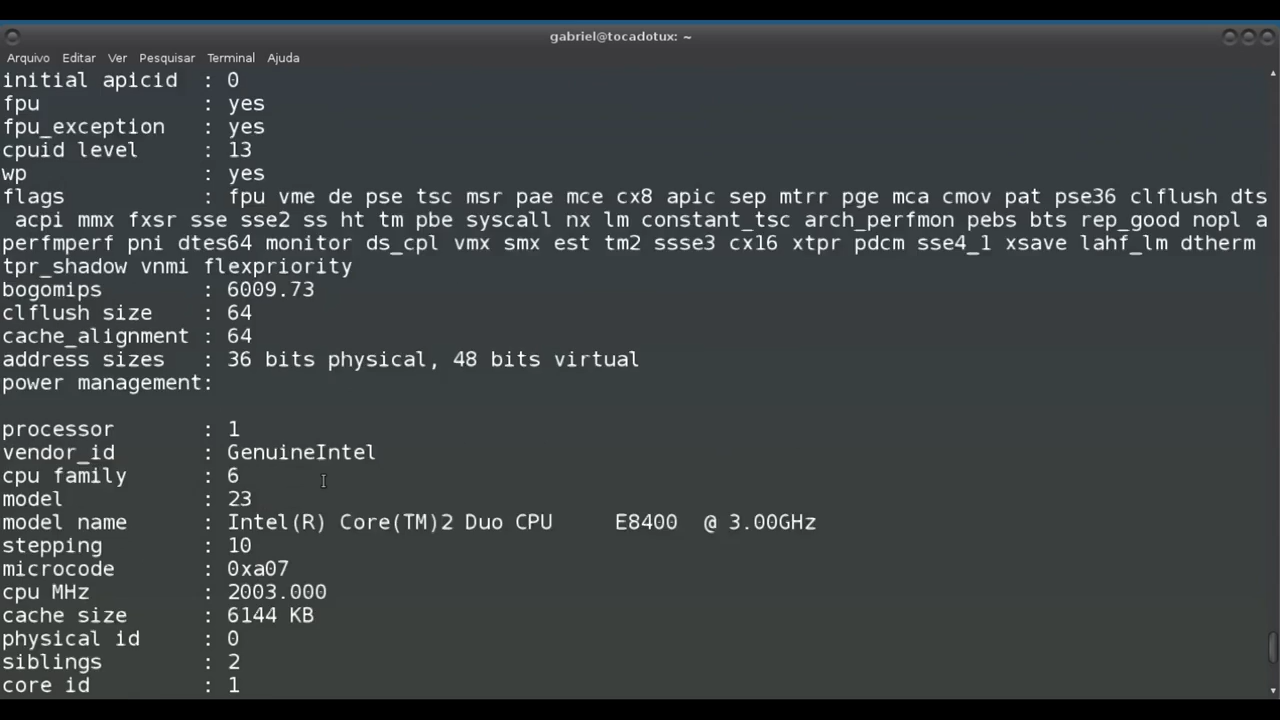 gabriel@tocadotux: ~
Arquivo Editar Ver Pesquisar Terminal Ajuda
initial apicid : 0
fpu : yes
fpu_exception : yes
cpuid level : 13
wp : yes
flags : fpu vme de pse tsc msr pae mce cx8 apic sep mtrr pge mca cmov pat pse36 clflush dts
acpi mmx fxsr sse sse2 ss ht tm pbe syscall nx lm constant_tsc arch_perfmon pebs bts rep_good nopl a
perfmperf pni dtes64 monitor ds_cpl vmx smx est tm2 ssse3 cx16 xtpr pdcm sse4_1 xsave lahf_lm dtherm
tpr_shadow vnmi flexpriority
bogomips : 6009.73
clflush size : 64
cache_alignment : 64
address sizes : 36 bits physical, 48 bits virtual
power management:
processor : 1
vendor_id : GenuineIntel
cpu family : 6
model : 23
model name : Intel(R) Core(TM)2 Duo CPU E8400 @ 3.00GHz
stepping : 10
microcode : 0xa07
cpu MHz : 2003.000
cache size : 6144 KB
physical id : 0
siblings : 2
core id : 1